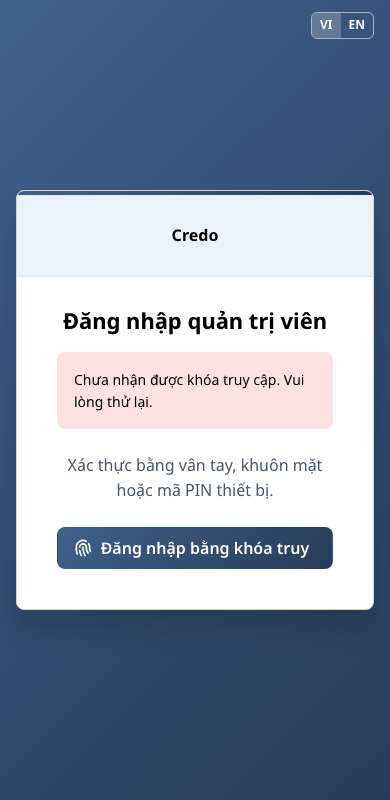 VI EN
Credo
Đăng nhập quản trị viên
Chưa nhận được khóa truy cập. Vui
lòng thử lại.
Xác thực bằng vân tay, khuôn mặt
hoặc mã PIN thiết bị.
Đăng nhập bằng khóa truy